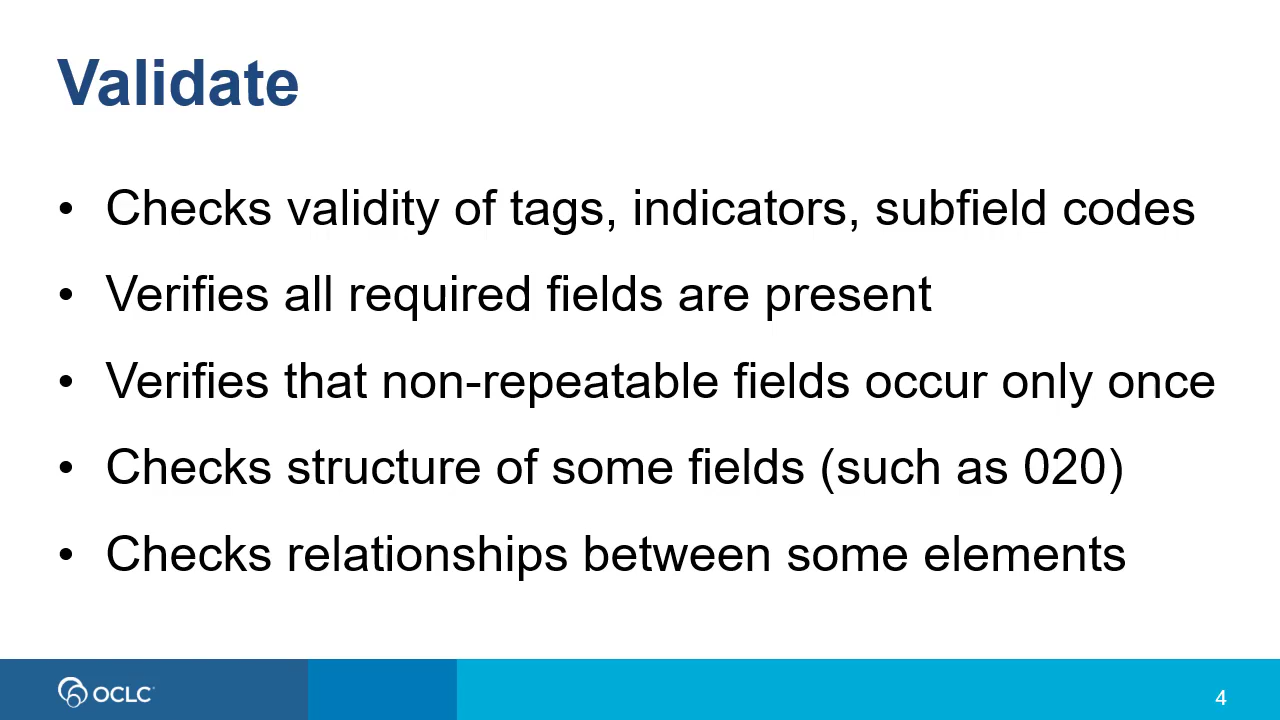 Validate
• Checks validity of tags, indicators, subfield codes
• Verifies all required fields are present
• Verifies that non-repeatable fields occur only once
• Checks structure of some fields (such as 020)
• Checks relationships between some elements
OCLC
4